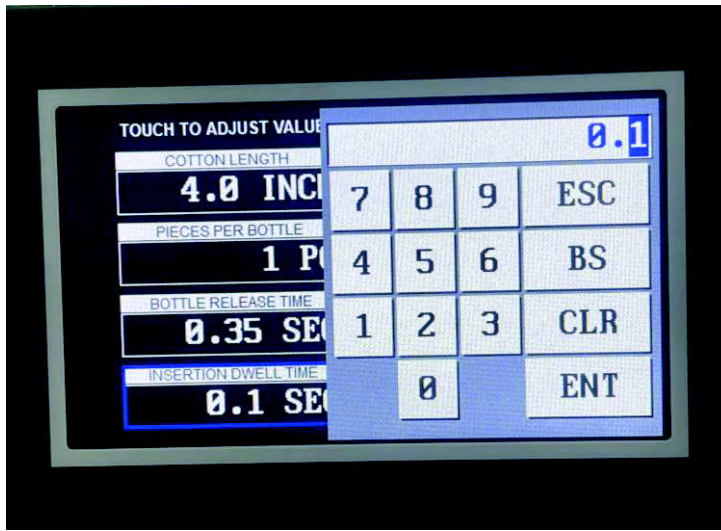 TOUCH TO ADJUST VALUE
COTTON LENGTH
4.0 INC
PIECES PER BOTTLE
1 P
BOTTLE RELEASE TIME
0.35 SE
INSERTION DWELL TIME
0.1 SE
0.1
7 8 9 ESC
4 5 6 BS
1 2 3 CLR
0 ENT